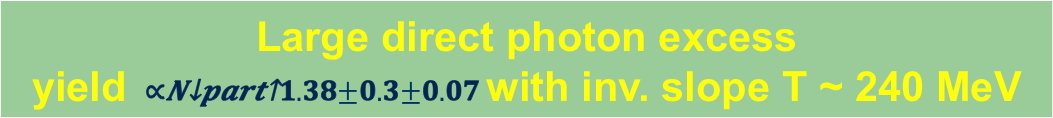 Large direct photon excess
yield ∝𝑵↓𝒑𝒂𝒓𝒕↑𝟏.𝟑𝟖±𝟎.𝟑±𝟎.𝟎𝟕 with inv. slope T ~ 240 MeV